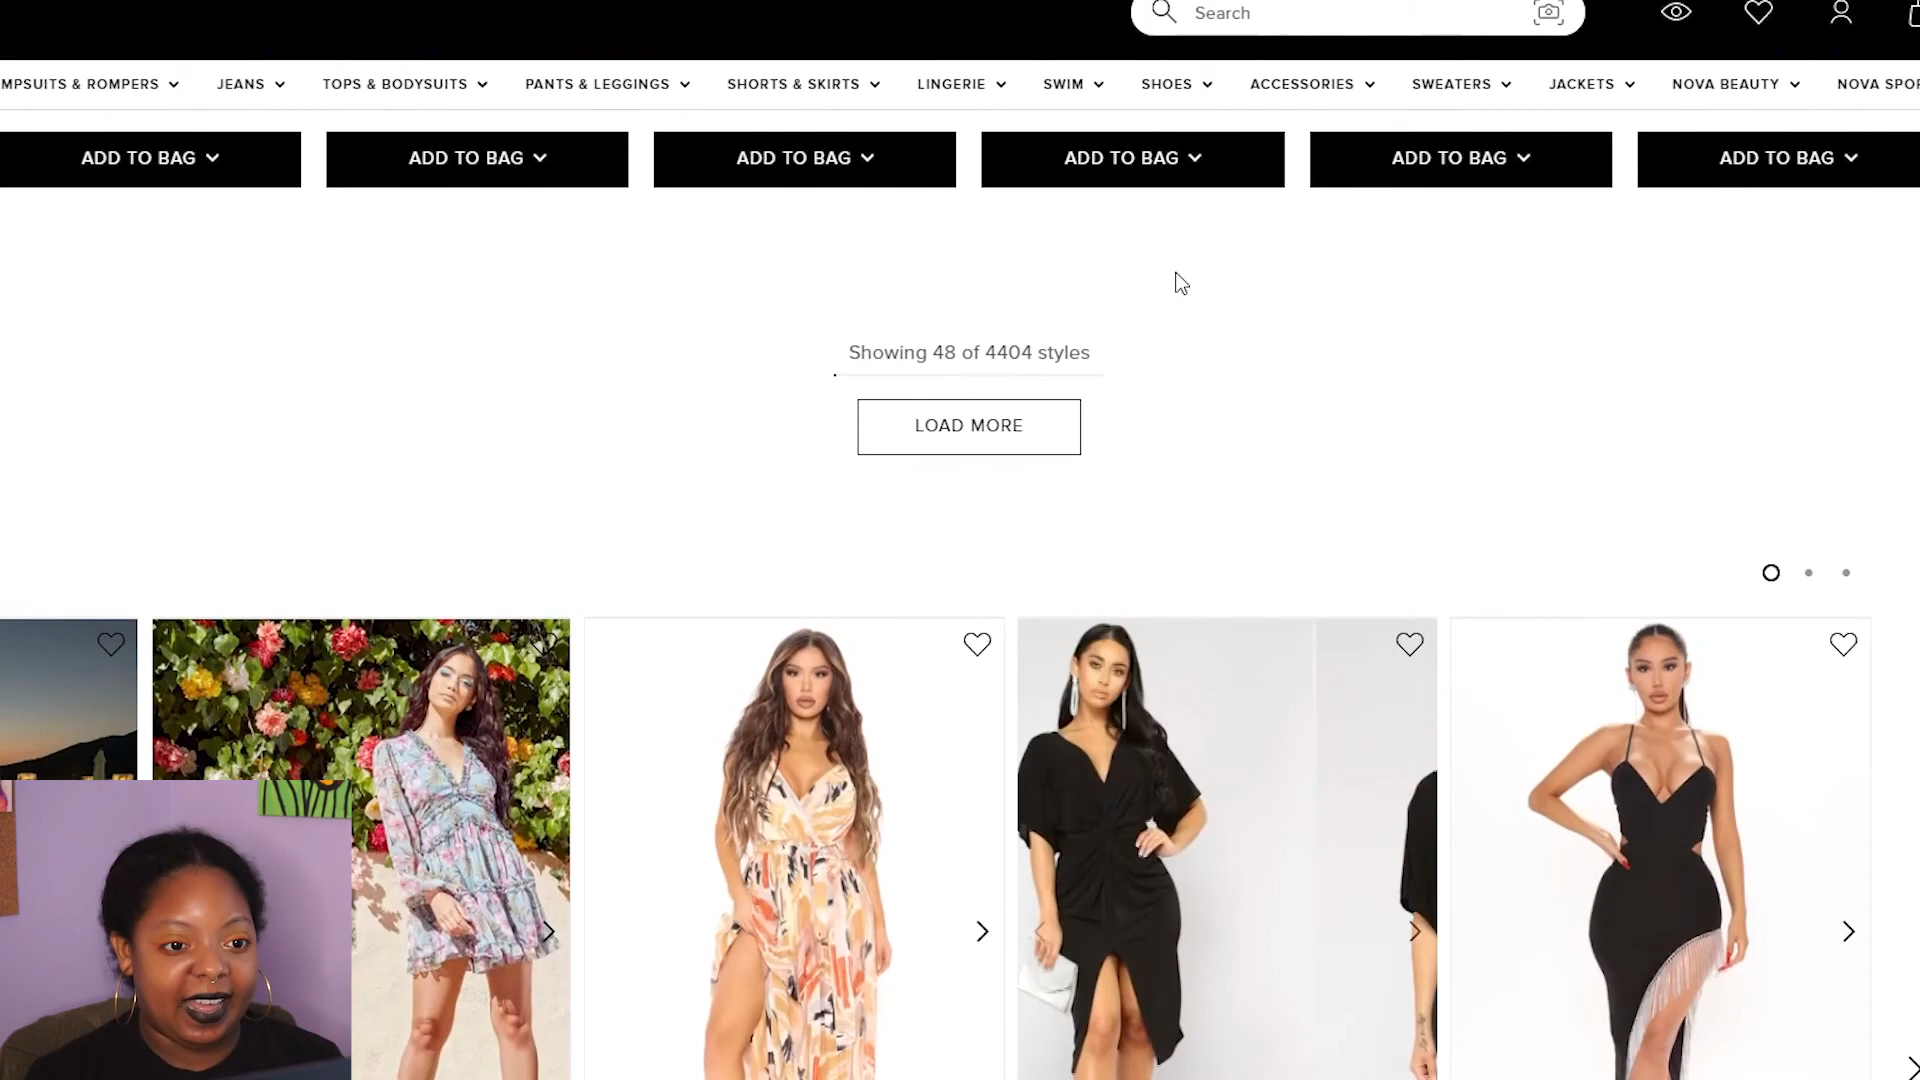 Search
MPSUITS & ROMPERS JEANS TOPS & BODYSUITS PANTS & LEGGINGS SHORTS & SKIRTS LINGERIE SWIM SHOES ACCESSORIES SWEATERS JACKETS NOVA BEAUTY NOVA SPOR
ADD TO BAG ADD TO BAG ADD TO BAG ADD TO BAG ADD TO BAG ADD TO BAG
Showing 48 of 4404 styles
LOAD MORE